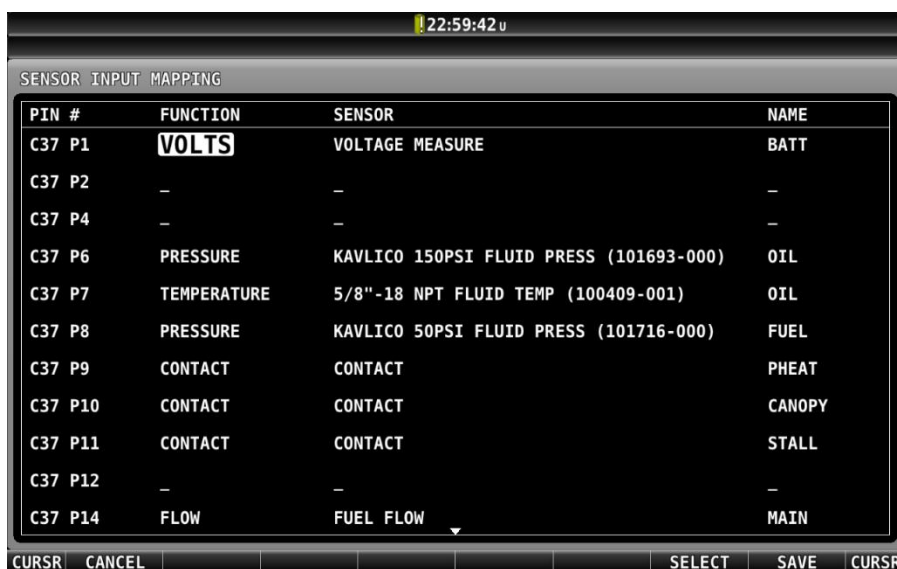 ! 22:59:42 U
SENSOR INPUT MAPPING
PIN # FUNCTION SENSOR NAME
C37 P1 VOLTS VOLTAGE MEASURE BATT
C37 P2 _ _ _
C37 P4 _ _ _
C37 P6 PRESSURE KAVLICO 150PSI FLUID PRESS (101693-000) OIL
C37 P7 TEMPERATURE 5/8"-18 NPT FLUID TEMP (100409-001) OIL
C37 P8 PRESSURE KAVLICO 50PSI FLUID PRESS (101716-000) FUEL
C37 P9 CONTACT CONTACT PHEAT
C37 P10 CONTACT CONTACT CANOPY
C37 P11 CONTACT CONTACT STALL
C37 P12 _ _ _
C37 P14 FLOW FUEL FLOW MAIN
CURSR CANCEL SELECT SAVE CURSR